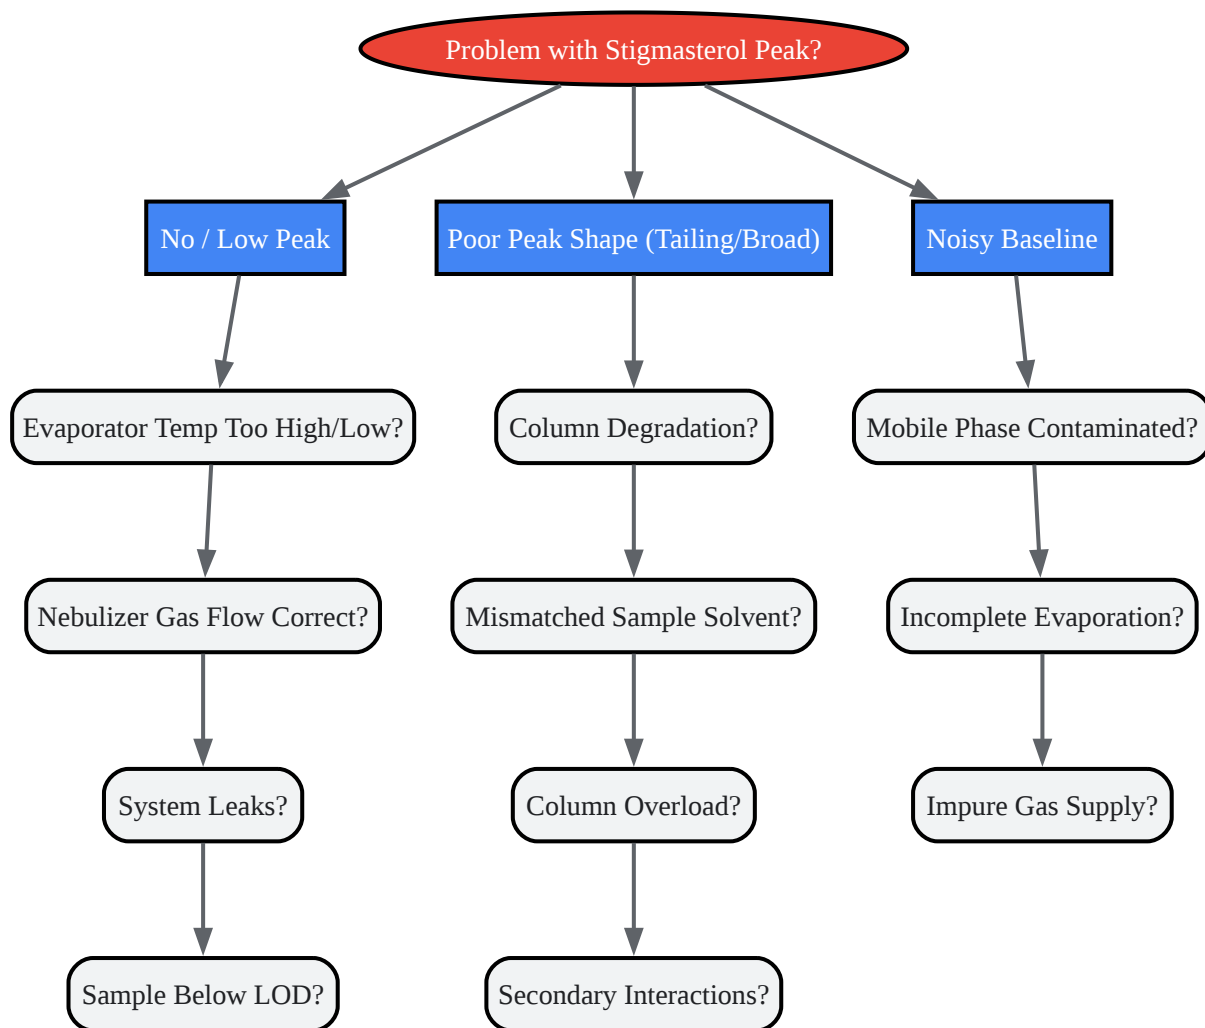 Problem with Stigmasterol Peak?
No / Low Peak
Poor Peak Shape (Tailing/Broad)
Noisy Baseline
Evaporator Temp Too High/Low?
Column Degradation?
Mobile Phase Contaminated?
Nebulizer Gas Flow Correct?
Mismatched Sample Solvent?
Incomplete Evaporation?
System Leaks?
Column Overload?
Impure Gas Supply?
Sample Below LOD?
Secondary Interactions?